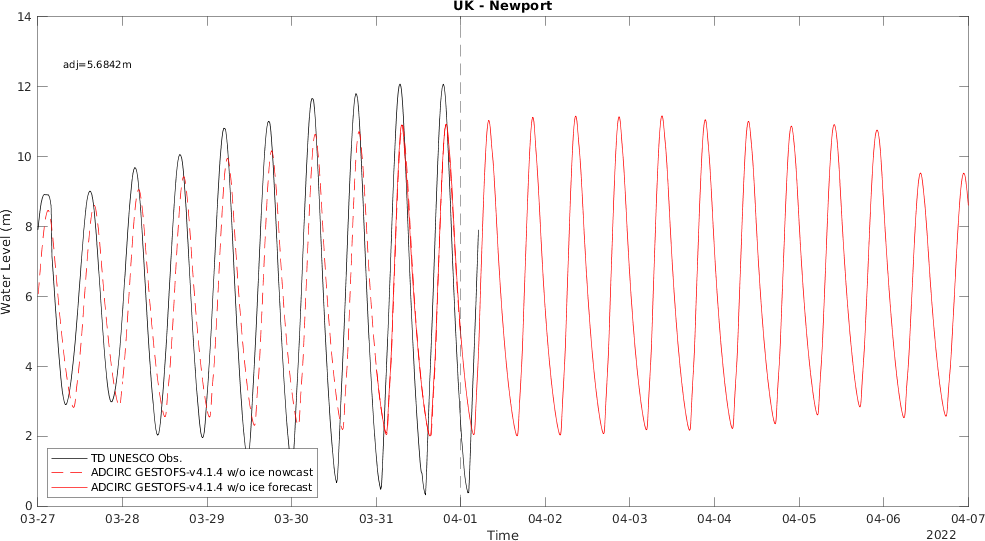 UK - Newport
14
12
10
8
6
4
2
0
Water Level (m)
adj=5.6842m
TD UNESCO Obs.
ADCIRC GESTOFS-v4.1.4 w/o ice nowcast
ADCIRC GESTOFS-v4.1.4 w/o ice forecast
03-27 03-28 03-29 03-30 03-31 04-01 04-02 04-03 04-04 04-05 04-06 04-07
Time
2022